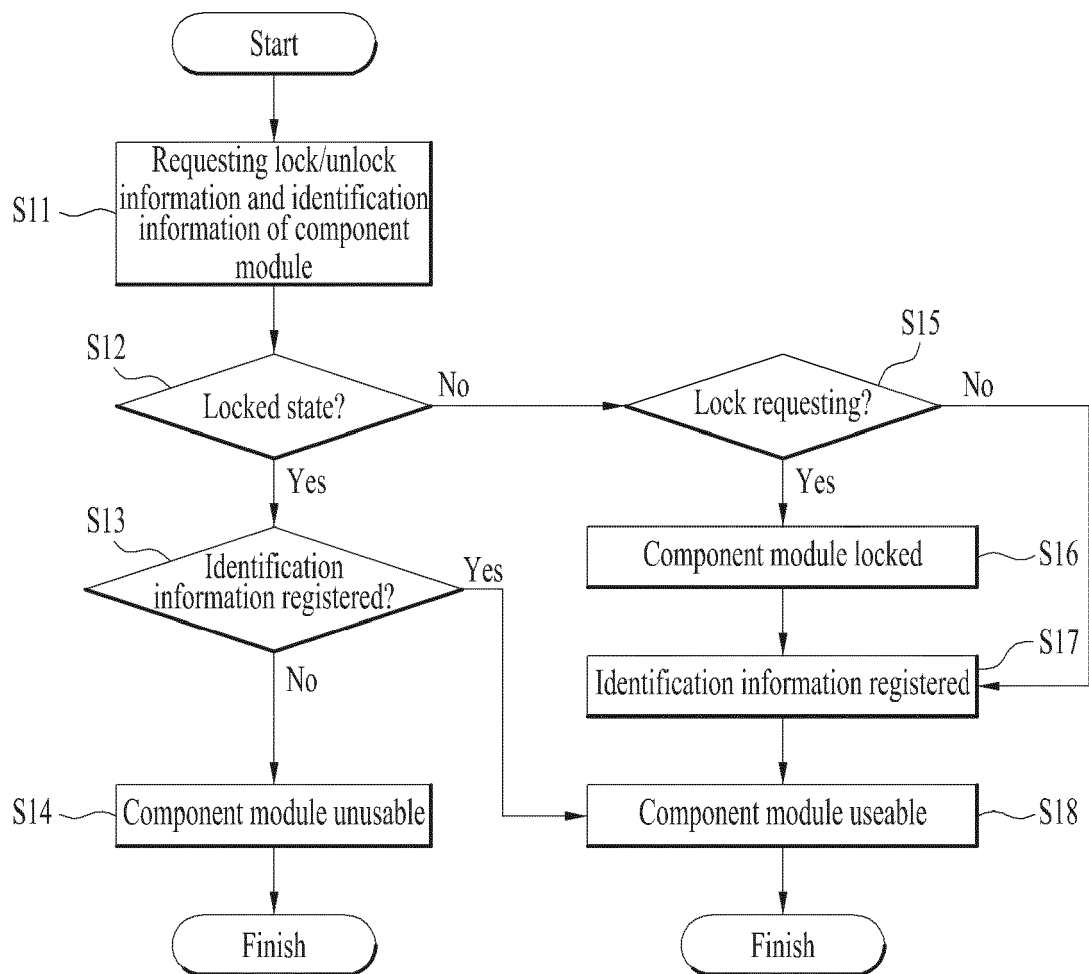 Start
Requesting lock/unlock
information and identification
information of component
module
S11
S12
Locked state?
No
S15
Lock requesting?
No
Yes
Yes
S13
Identification
information registered?
Yes
Component module locked
S16
No
S17
Identification information registered
S14
Component module unusable
Component module useable
S18
Finish
Finish